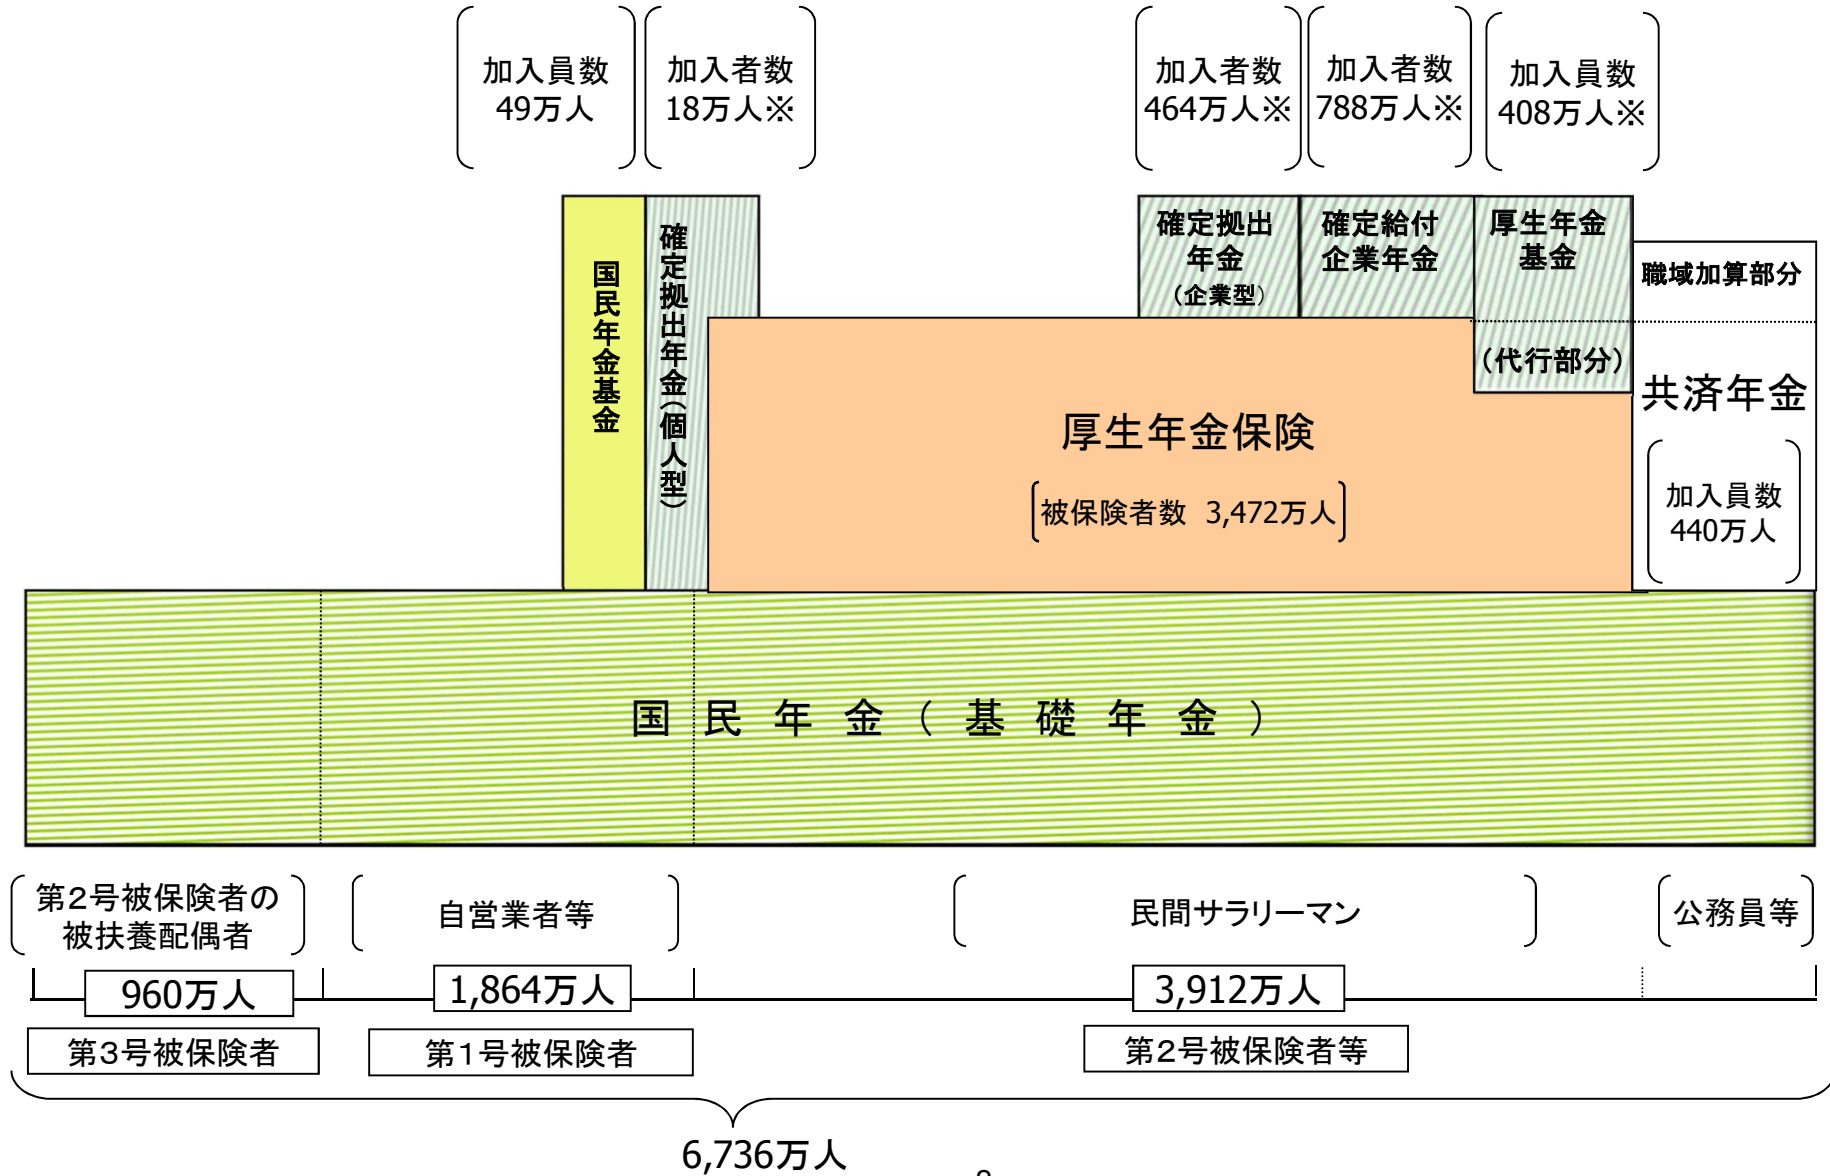 加入員数
49万人
加入者数
18万人※
加入者数
464万人※
加入者数
788万人※
加入員数
408万人※
国民年金基金
確定拠出年金(個人型)
確定拠出
年金
(企業型)
確定給付
企業年金
厚生年金
基金
職域加算部分
(代行部分)
共済年金
加入員数
440万人
厚生年金保険
被保険者数 3,472万人
国民年金(基礎年金)
第2号被保険者の
被扶養配偶者
自営業者等
民間サラリーマン
公務員等
960万人
1,864万人
3,912万人
第3号被保険者
第1号被保険者
第2号被保険者等
6,736万人